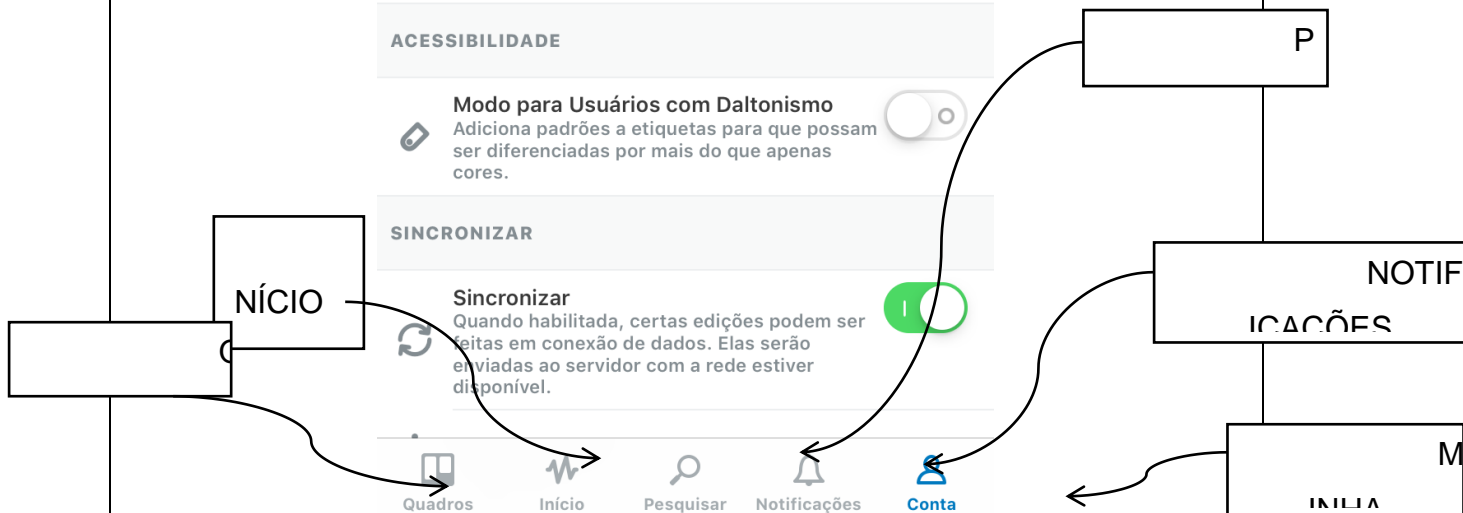 P
ACESSIBILIDADE
Modo para Usuários com Daltonismo
Adiciona padrões a etiquetas para que possam
ser diferenciadas por mais do que apenas
cores.
SINCRONIZAR
NOTIF
ICAÇÕES
NÍCIO
Sincronizar
Quando habilitada, certas edições podem ser
feitas em conexão de dados. Elas serão
enviadas ao servidor com a rede estiver
disponível.
M
INHA
Quadros
Início
Pesquisar
Notificações
Conta